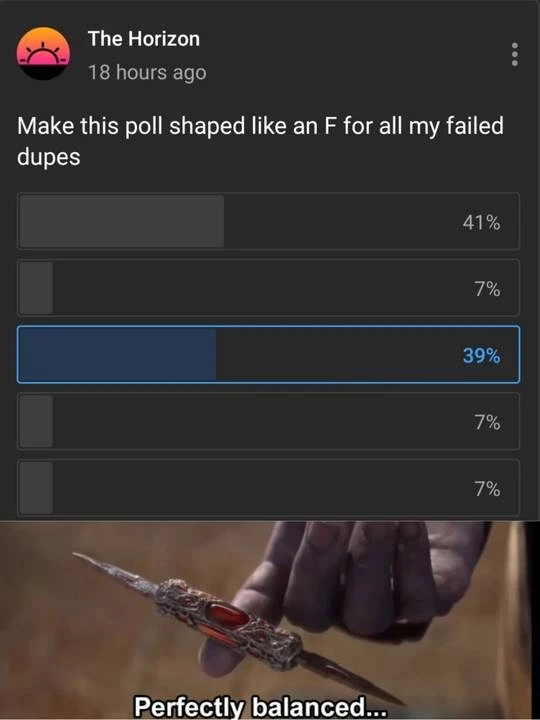 The Horizon
18 hours ago
Make this poll shaped like an F for all my failed
dupes
41%
7%
39%
7%
7%
Perfectly balanced...